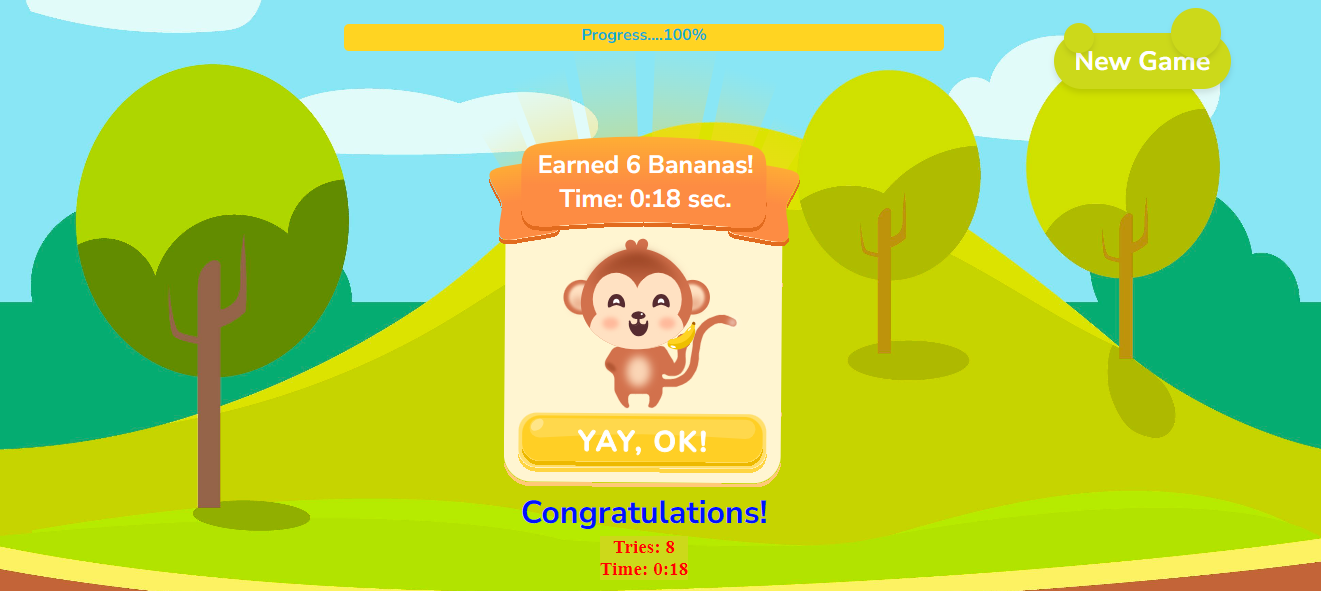 Progress....100%
New Game
Earned 6 Bananas!
Time: 0:18 sec.
YAY, OK!
Congratulations!
Tries: 8
Time: 0:18